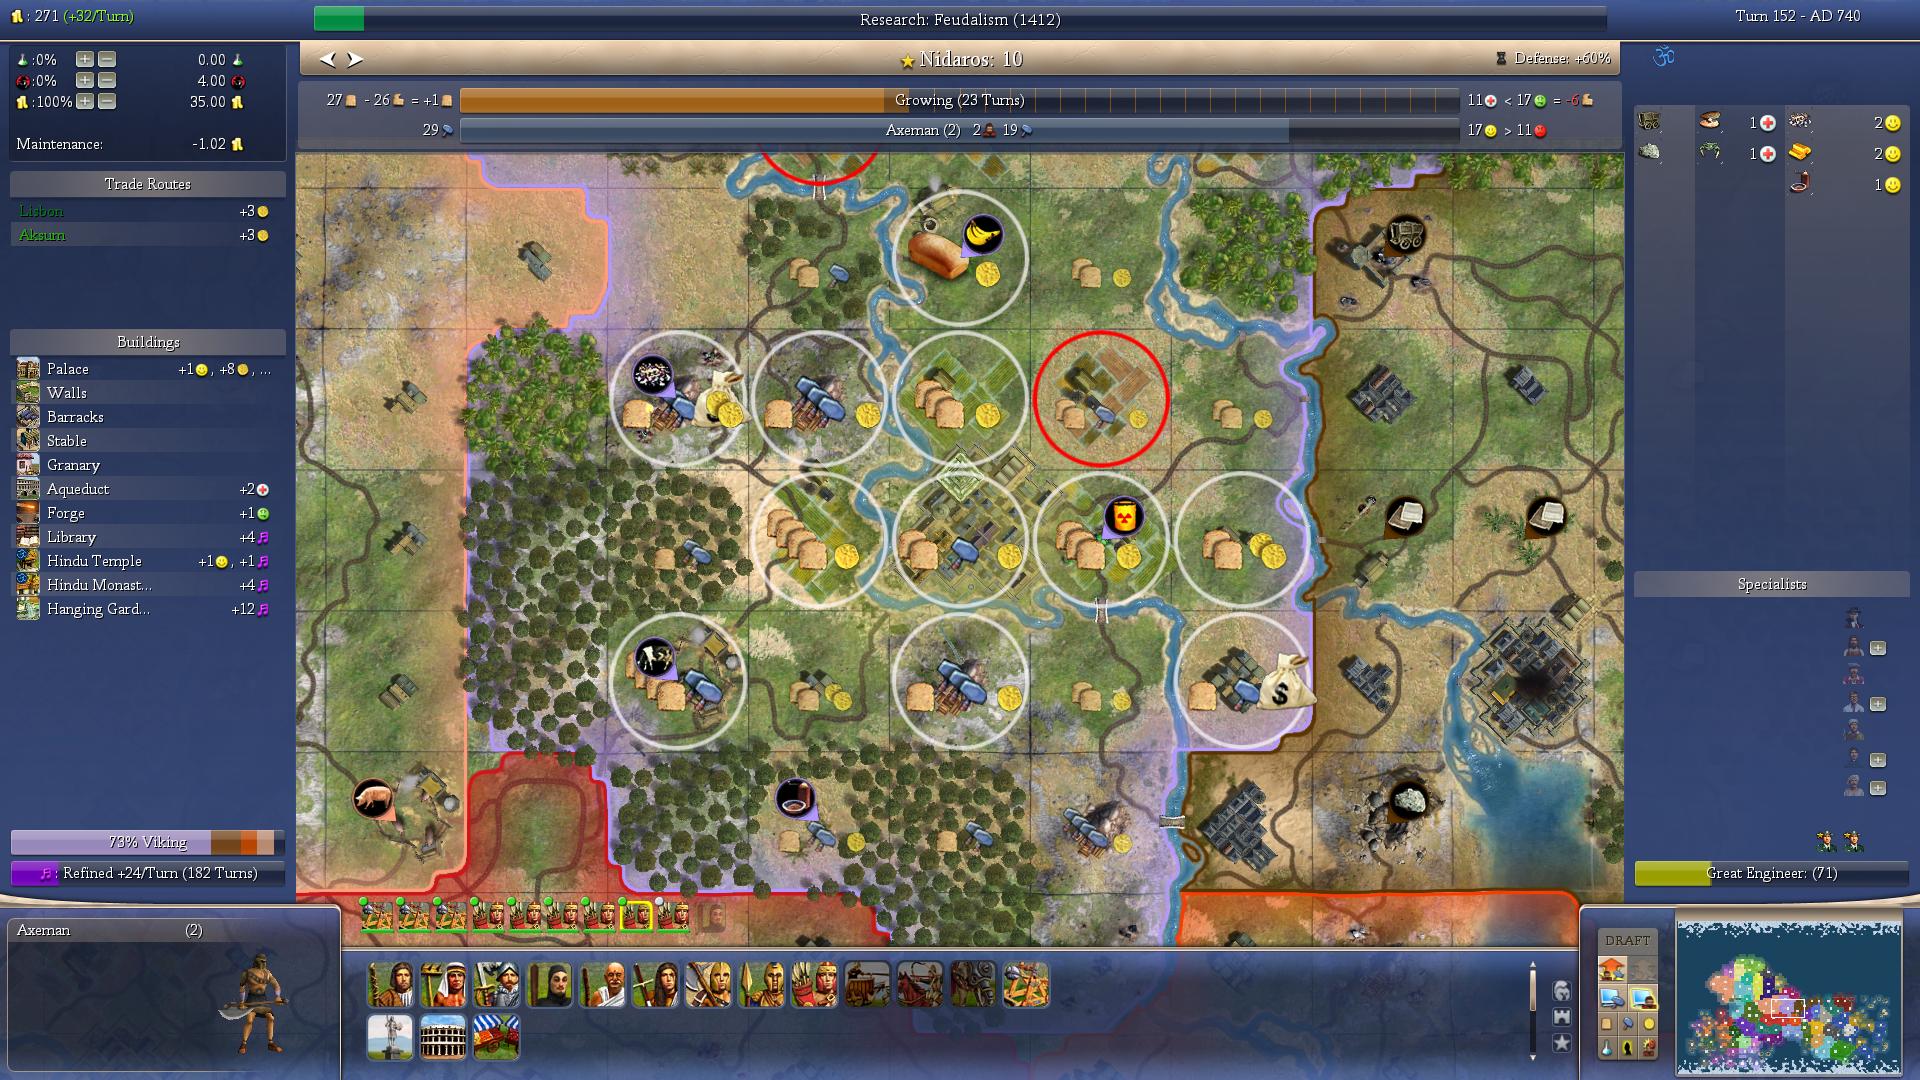 : 271 (+32/Turn)
Research: Feudalism (1412)
Turn 152 - AD 740
:0%
0.00
:0%
4.00
:100%
35.00
Maintenance:
-1.02
Nidaros: 10
Defense: +60%
27 - 26 = +1
Growing (23 Turns)
11 < 17 = -6
29
Axeman (2) 2 19
17 > 11
Trade Routes
Lisbon +3
Aksum +3
Buildings
Palace +1 , +8 , ...
Walls
Barracks
Stable
Granary
Aqueduct +2
Forge +1
Library +4
Hindu Temple +1 , +1
Hindu Monast... +4
Hanging Gard... +12
1 2
1 2
1
Specialists
73% Viking
: Refined +24/Turn (182 Turns)
Great Engineer: (71)
Axeman (2)
DRAFT